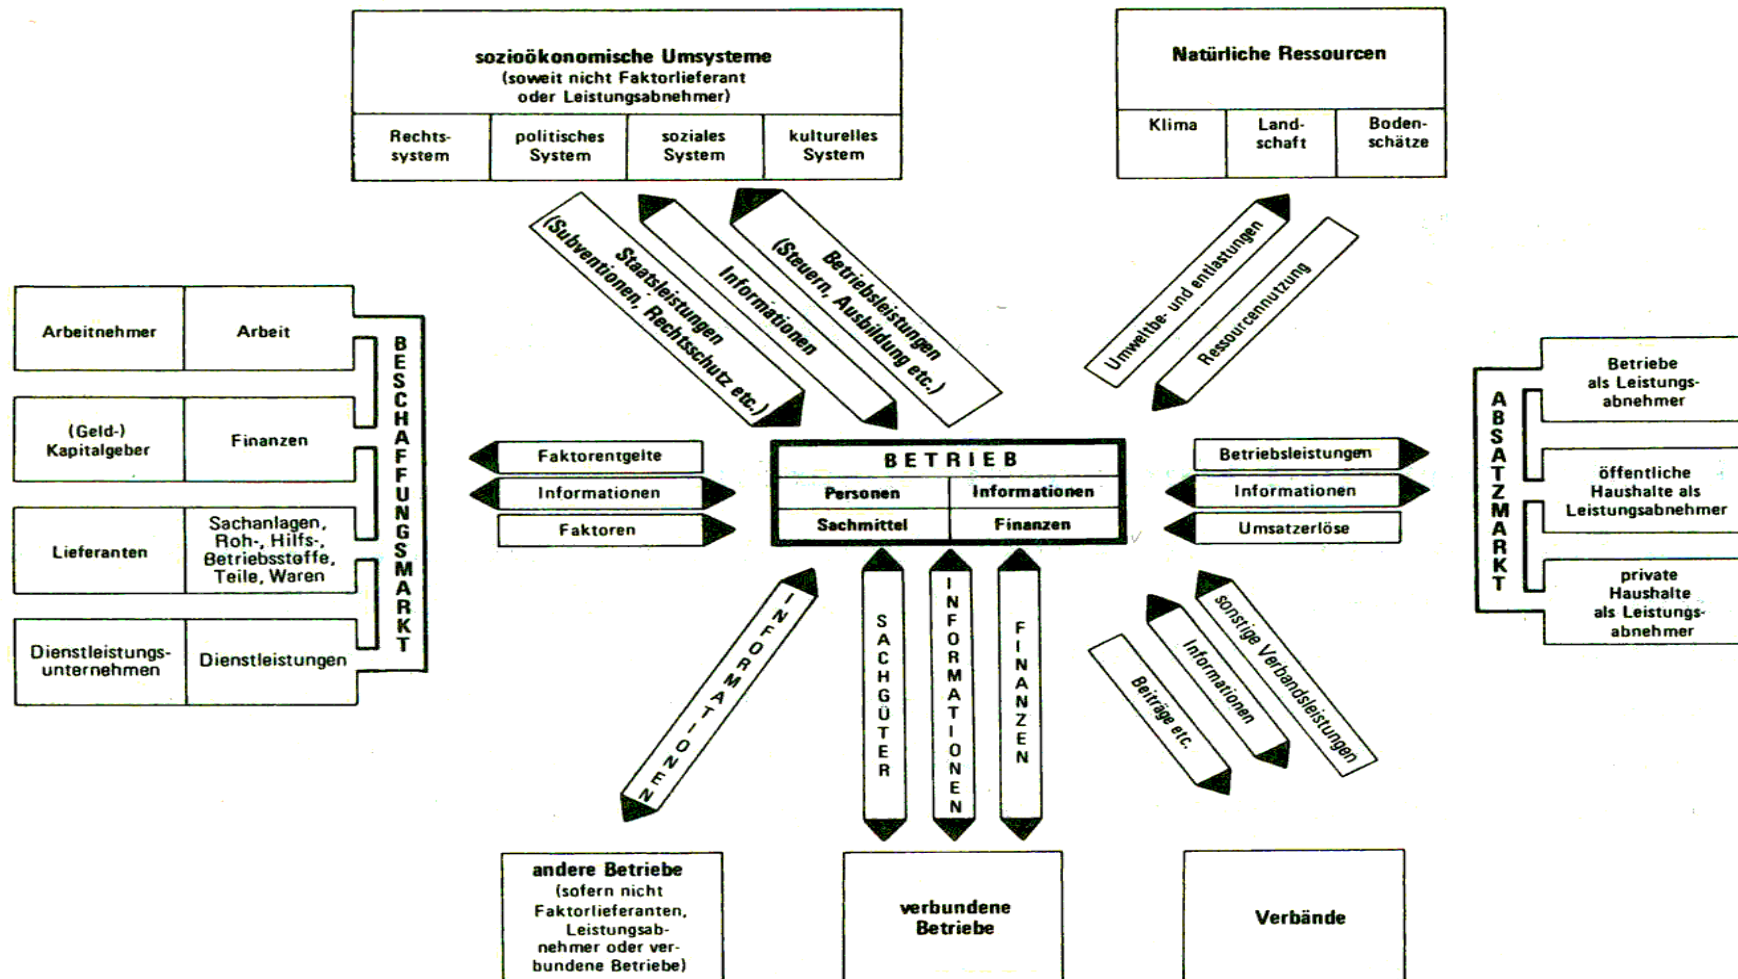 sozioökonomische Umsysteme
(soweit nicht Faktorlieferant
oder Leistungsabnehmer)
Rechts-
system
politisches
System
soziales
System
kulturelles
System
Natürliche Ressourcen
Klima
Land-
schaft
Boden-
schätze
Staatsleistungen
(Subventionen, Rechtsschutz etc.)
Informationen
Betriebsleistungen
(Steuern, Ausbildung etc.)
Umweltbe- und entlastungen
Ressourcennutzung
Arbeitnehmer
Arbeit
(Geld-)
Kapitalgeber
Finanzen
Lieferanten
Sachanlagen,
Roh-, Hilfs-,
Betriebsstoffe,
Teile, Waren
Dienstleistungs-
unternehmen
Dienstleistungen
BESCHAFFUNGSMARKT
Faktorentgelte
Informationen
Faktoren
BETRIEB
Personen
Informationen
Sachmittel
Finanzen
Betriebsleistungen
Informationen
Umsatzerlöse
ABSATZMARKT
Betriebe
als Leistungs-
abnehmer
öffentliche
Haushalte als
Leistungsabnehmer
private
Haushalte
als Leistungs-
abnehmer
INFORMATIONEN
SACHGÜTER
INFORMATIONEN
FINANZEN
Beiträge etc.
Informationen
sonstige Verbandsleistungen
andere Betriebe
(sofern nicht
Faktorlieferanten,
Leistungsab-
nehmer oder ver-
bundene Betriebe)
verbundene
Betriebe
Verbände